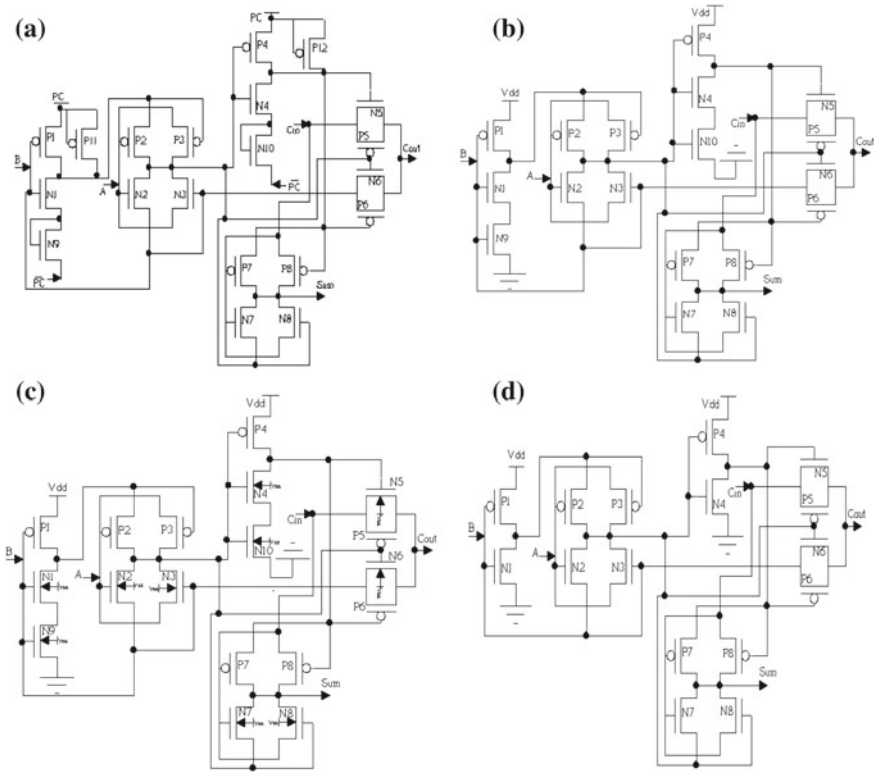 (a)
PC
P4
P12
N4
N10
P̅C̅
PC
P1
P11
B
N1
N9
P̅C̅
P2
P3
A
N2
N3
Cin
N5
P5
N6
P6
Cout
P7
P8
Sum
N7
N8
(b)
Vdd
P4
N4
N10
Vdd
P1
B
N1
N9
P2
P3
A
N2
N3
Cin
N5
P5
N6
P6
Cout
P7
P8
Sum
N7
N8
(c)
Vdd
P4
N4
N10
Vdd
P1
B
N1
N9
P2
P3
A
N2
N3
Cin
N5
P5
N6
P6
Cout
P7
P8
Sum
N7
N8
(d)
Vdd
P4
N4
Vdd
P1
B
N1
P2
P3
A
N2
N3
Cin
N5
P5
N6
P6
Cout
P7
P8
Sum
N7
N8